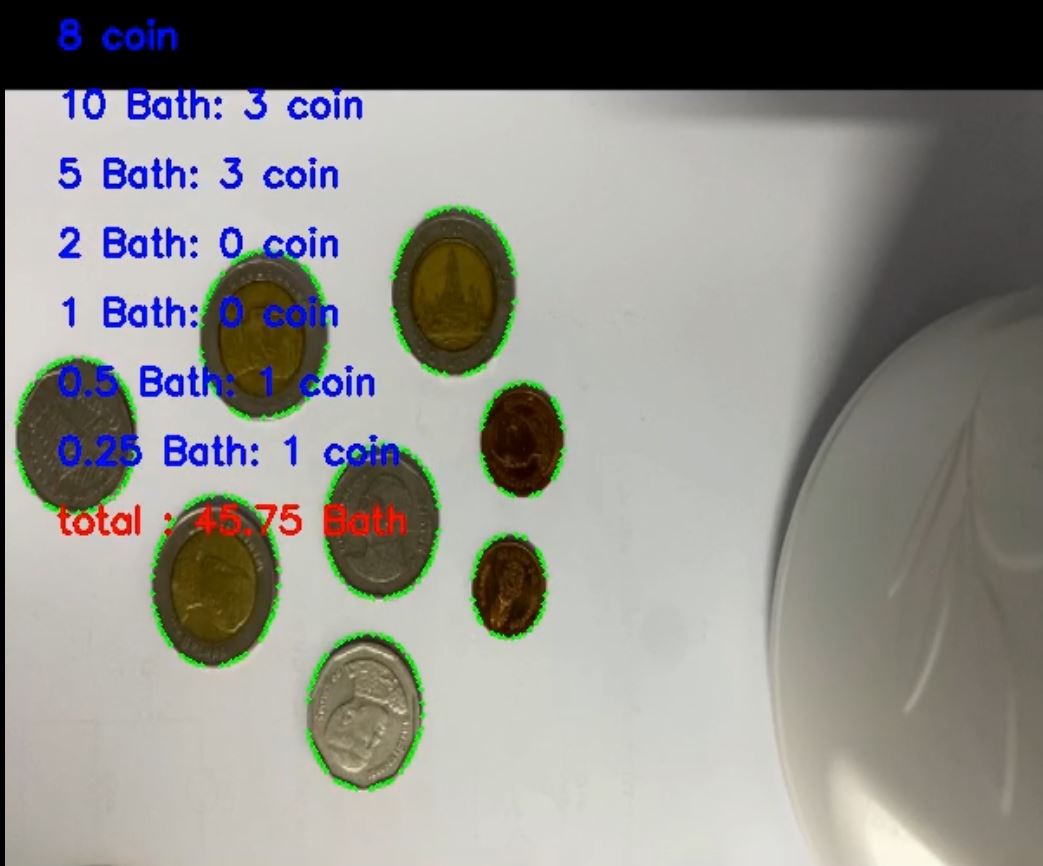 8 coin
10 Bath: 3 coin
5 Bath: 3 coin
2 Bath: 0 coin
1 Bath: 0 coin
0.5 Bath: 1 coin
0.25 Bath: 1 coin
total : 45.75 Bath